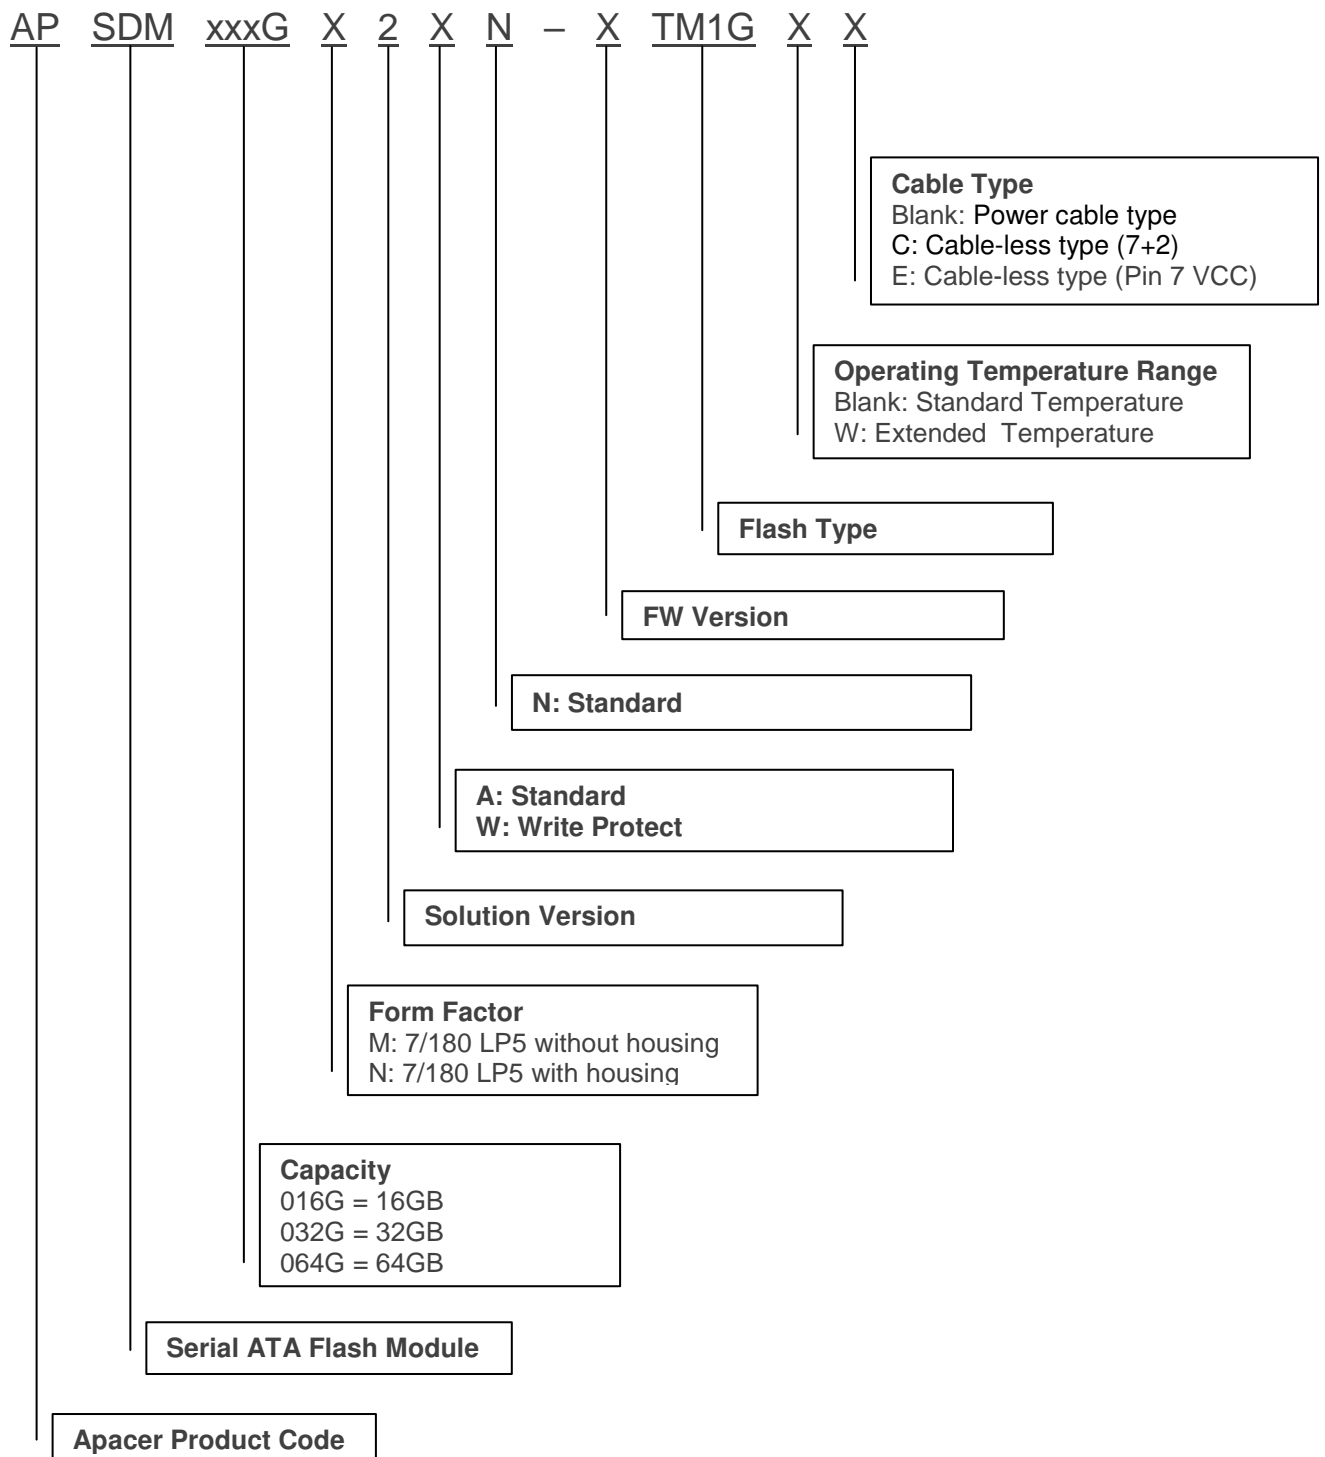 AP SDM xxxG X 2 X N – X TM1G X X
Cable Type
Blank: Power cable type
C: Cable-less type (7+2)
E: Cable-less type (Pin 7 VCC)
Operating Temperature Range
Blank: Standard Temperature
W: Extended Temperature
Flash Type
FW Version
N: Standard
A: Standard
W: Write Protect
Solution Version
Form Factor
M: 7/180 LP5 without housing
N: 7/180 LP5 with housing
Capacity
016G = 16GB
032G = 32GB
064G = 64GB
Serial ATA Flash Module
Apacer Product Code